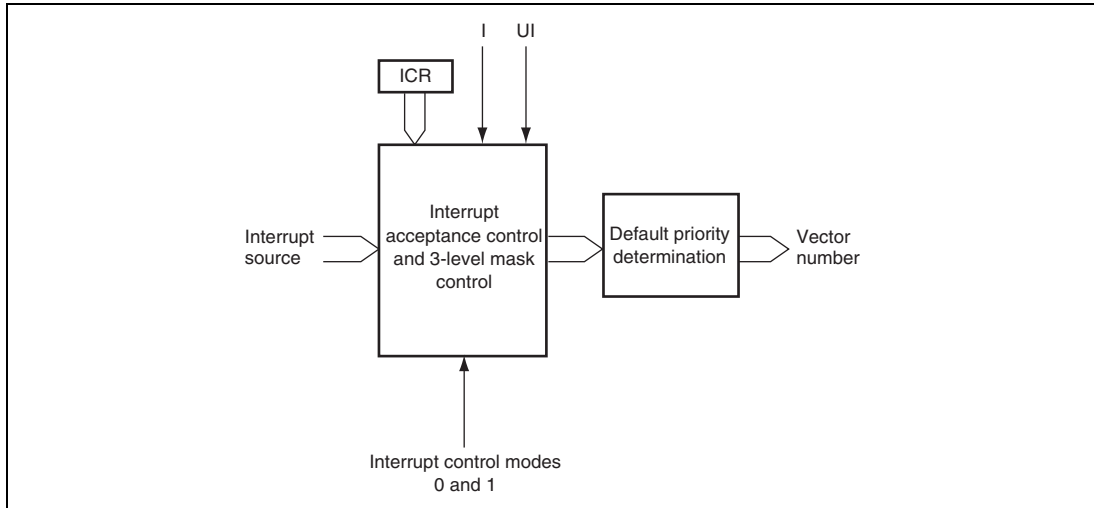 I UI
ICR
Interrupt
acceptance control
and 3-level mask
control
Interrupt
source
Default priority
determination
Vector
number
Interrupt control modes
0 and 1